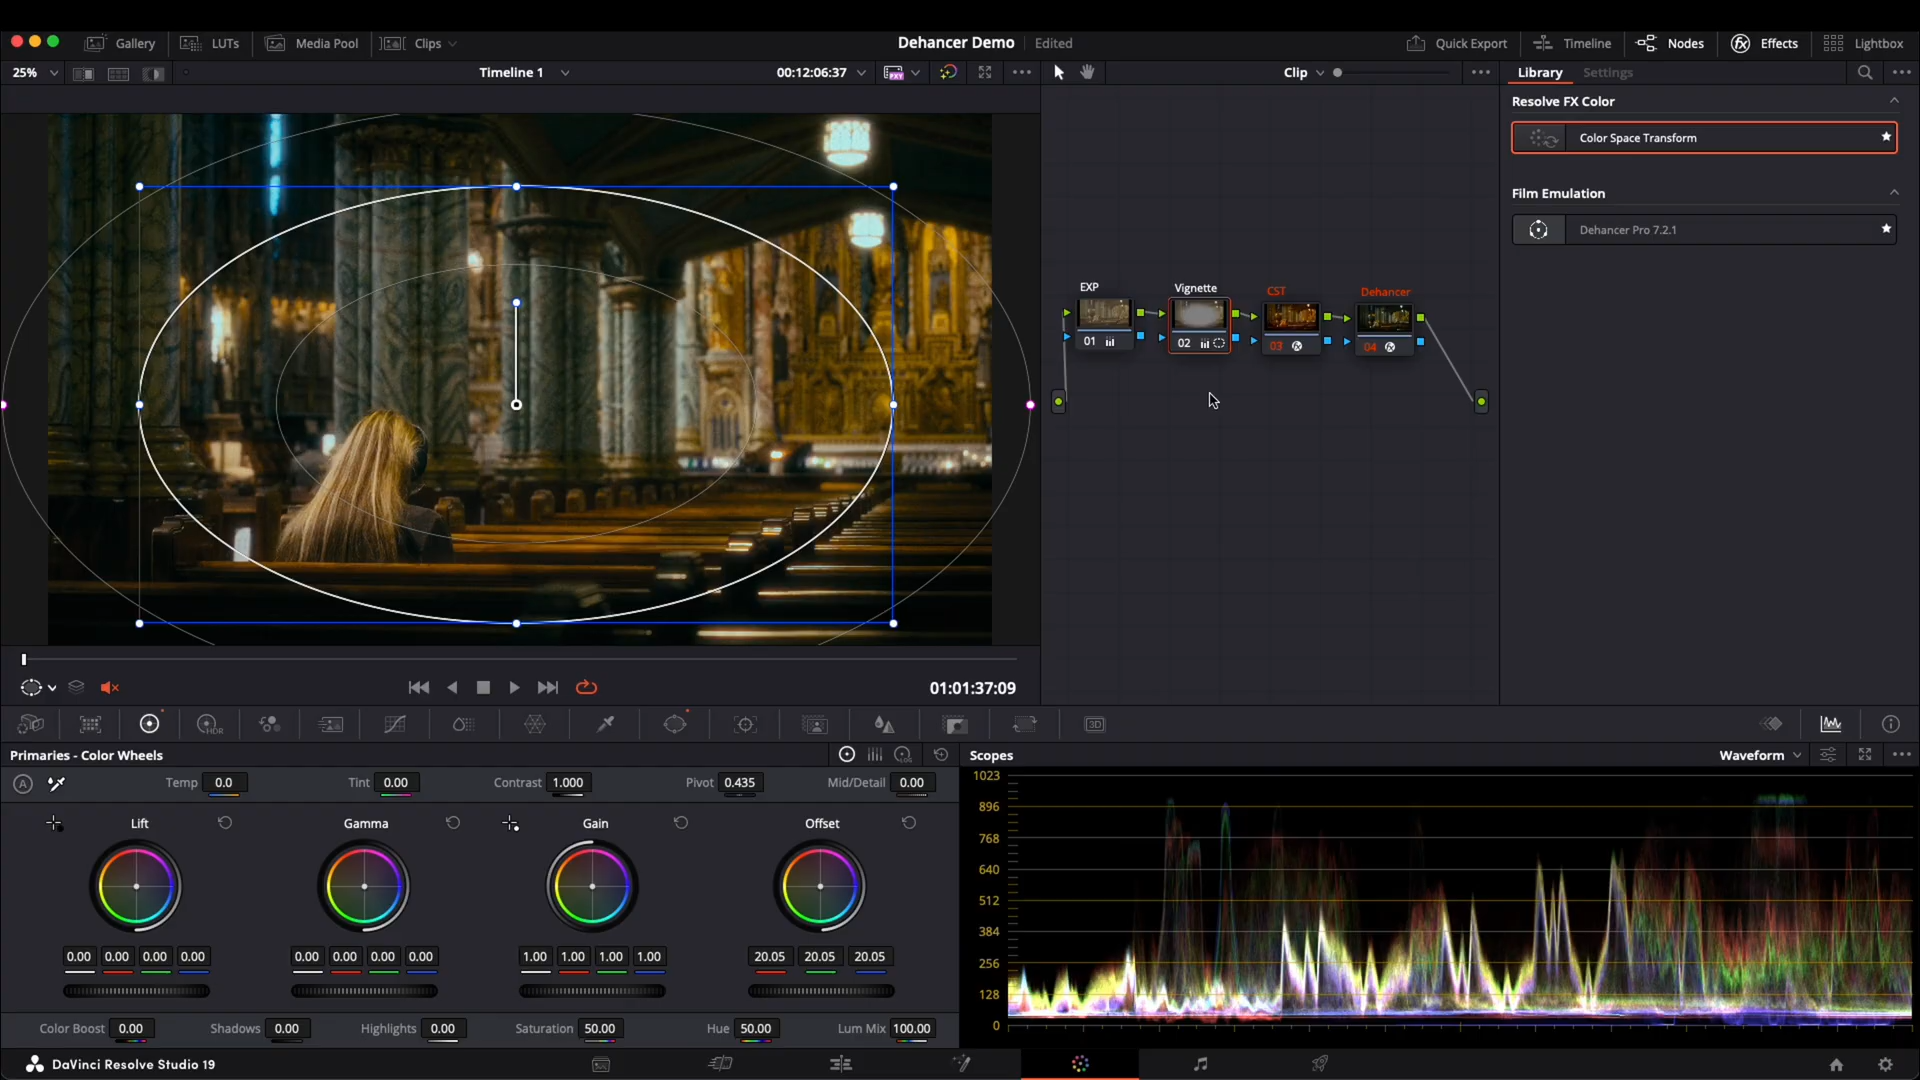 Gallery
LUTs
Media Pool
Clips
Dehancer Demo
Edited
Quick Export
Timeline
Nodes
Effects
Lightbox
25%
Timeline 1
00:12:06:37
Clip
Library
Settings
Resolve FX Color
Color Space Transform
Film Emulation
Dehancer Pro 7.2.1
EXP
Vignette
CST
Dehancer
01
02
03
04
01:01:37:09
HDR
3D
Primaries - Color Wheels
LOG
Scopes
Waveform
A
Temp 0.0
Tint 0.00
Contrast 1.000
Pivot 0.435
Mid/Detail 0.00
Lift
Gamma
Gain
Offset
0.00 0.00 0.00 0.00
0.00 0.00 0.00 0.00
1.00 1.00 1.00 1.00
20.05 20.05 20.05
Color Boost 0.00
Shadows 0.00
Highlights 0.00
Saturation 50.00
Hue 50.00
Lum Mix 100.00
1023
896
768
640
512
384
256
128
0
DaVinci Resolve Studio 19